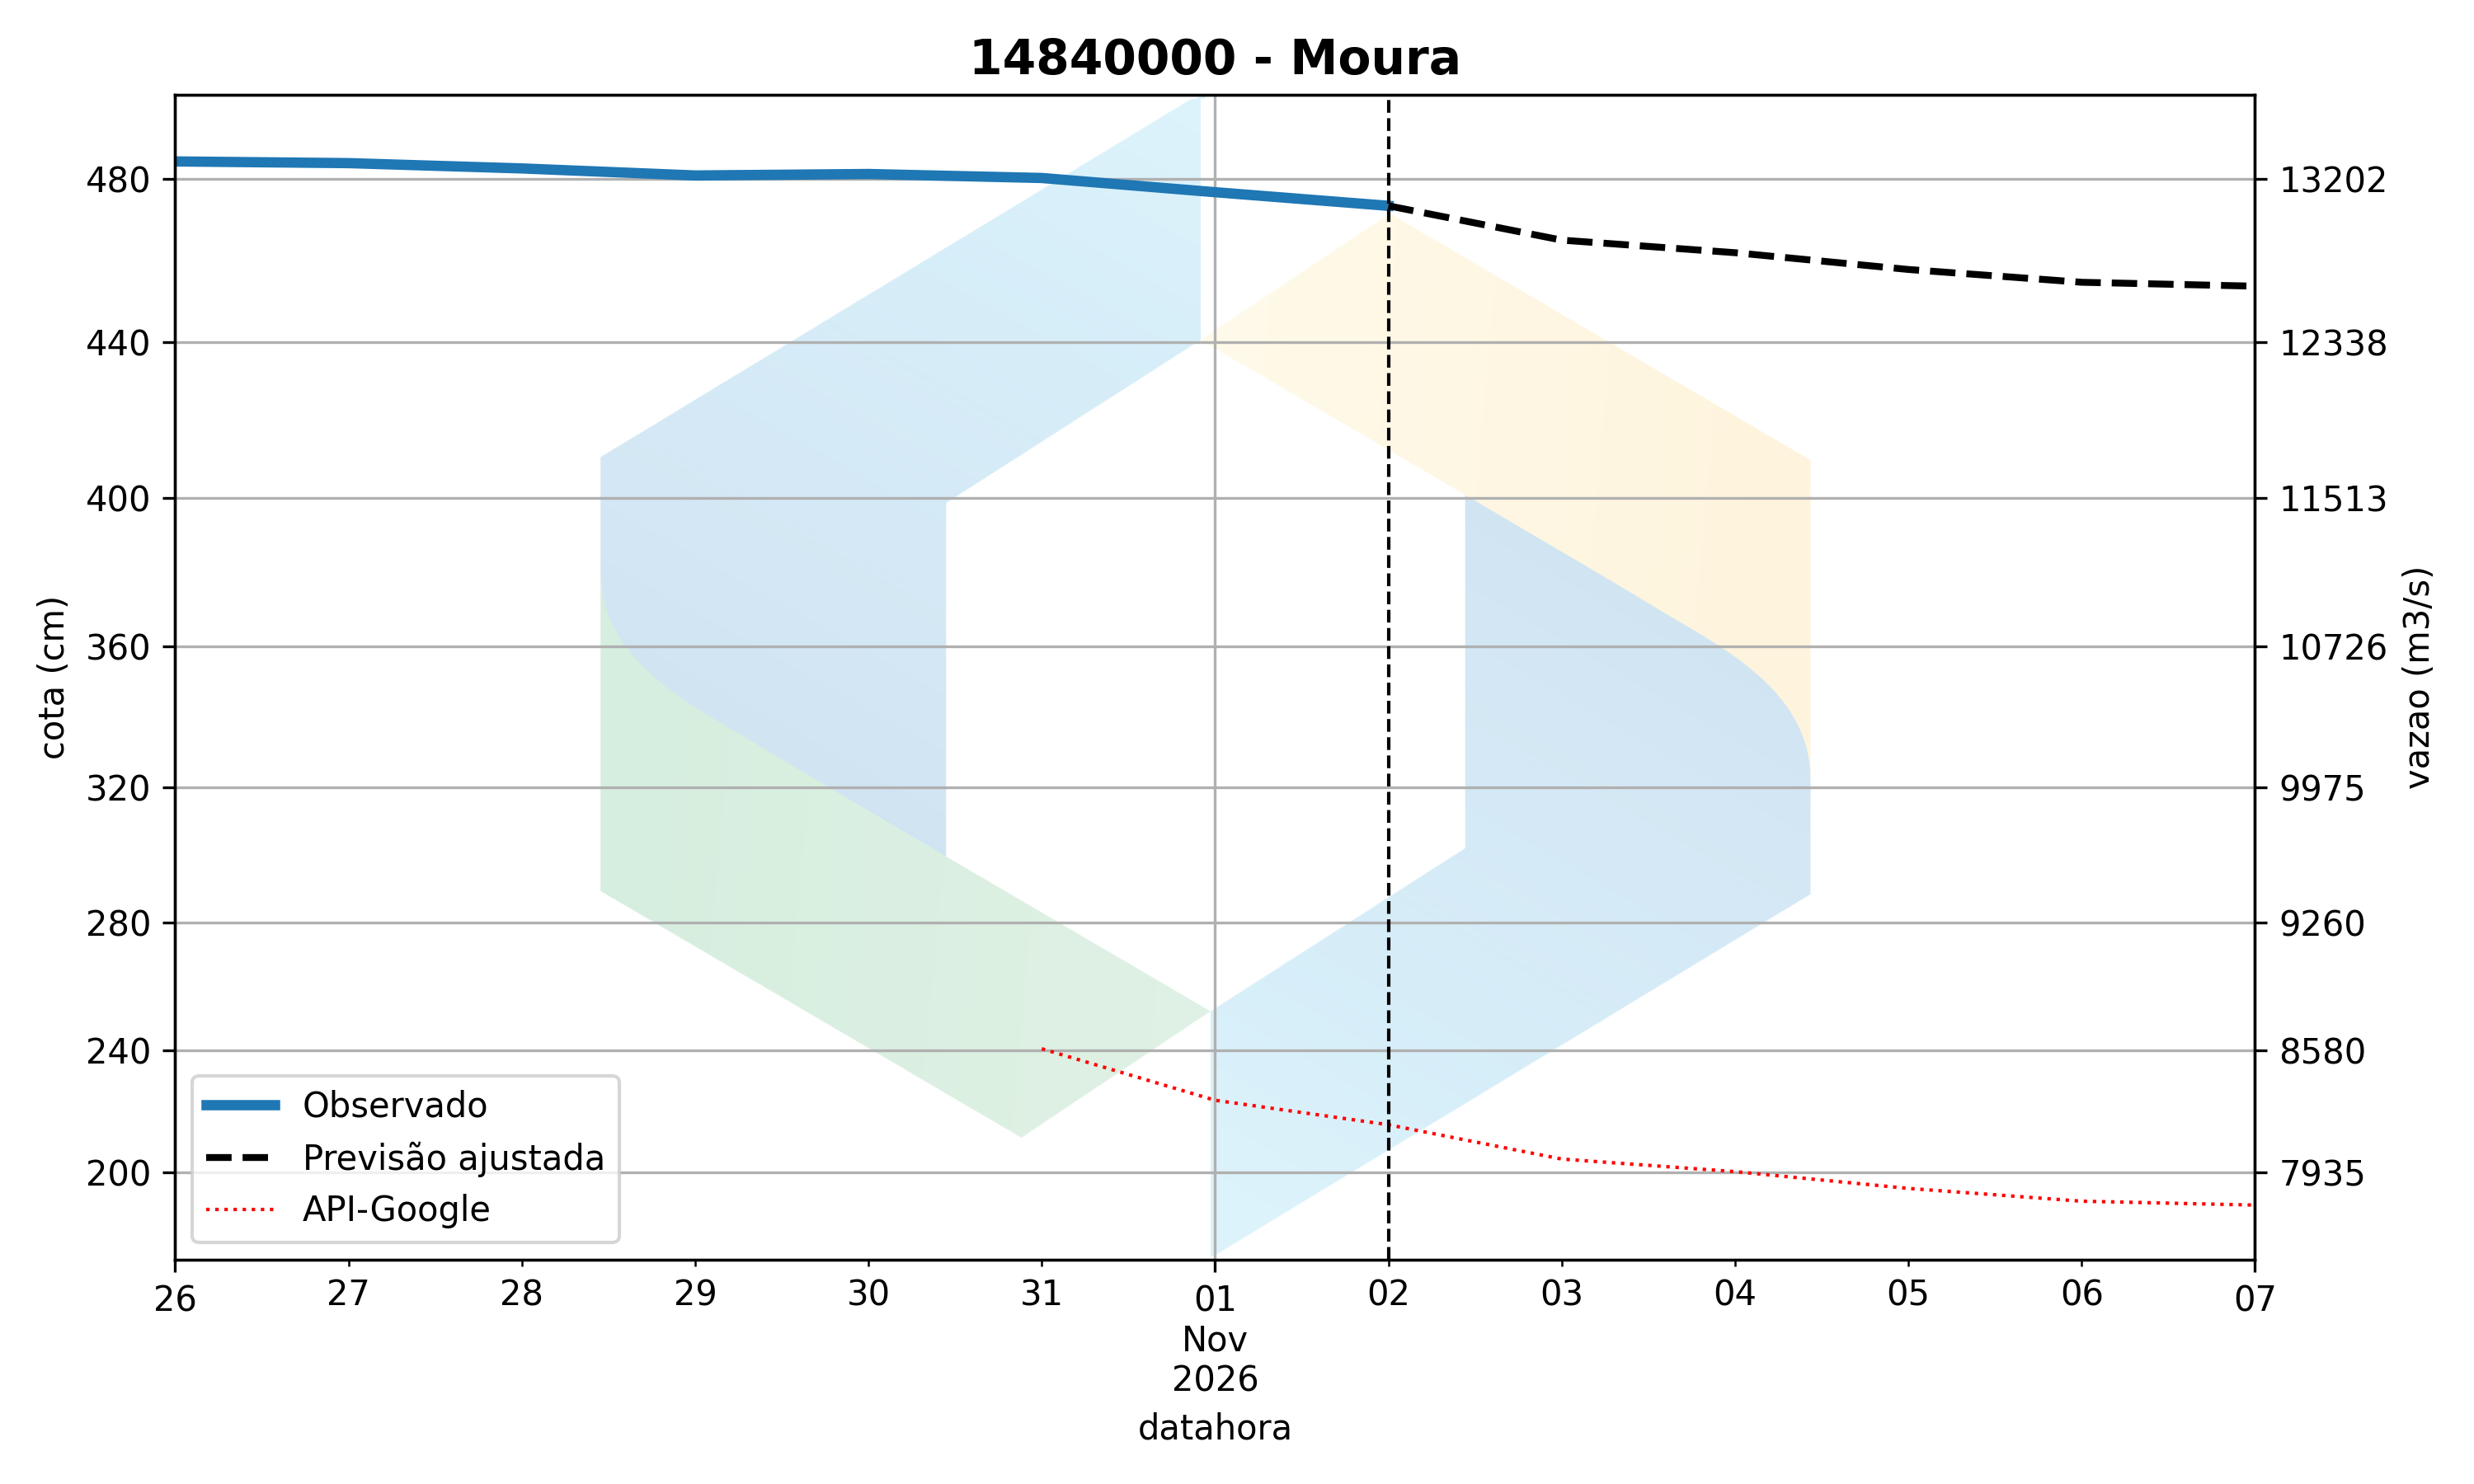 14840000 - Moura
480
440
400
360
320
280
240
200
cota (cm)
13202
12338
11513
10726
9975
9260
8580
7935
vazao (m3/s)
Observado
Previsão ajustada
API-Google
26 27 28 29 30 31 01 02 03 04 05 06 07
Nov
2026
datahora